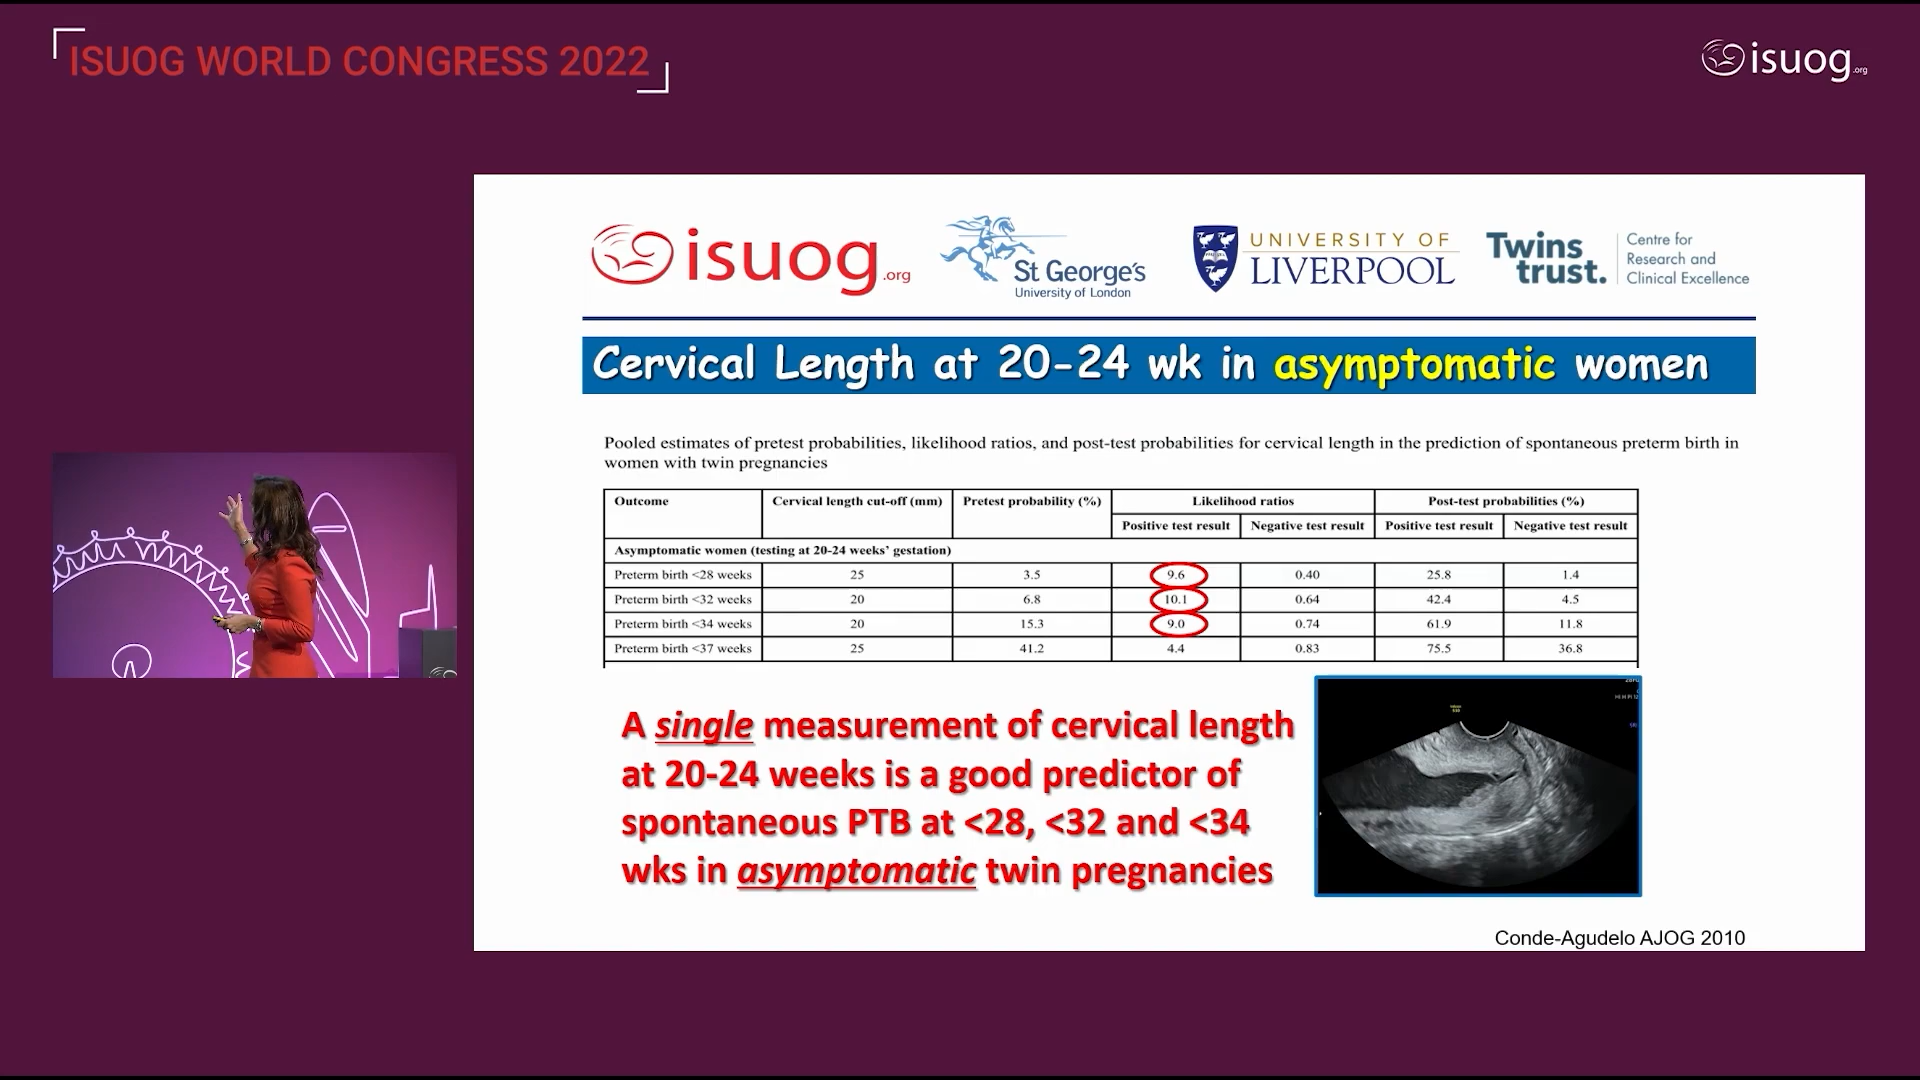 ISUOG WORLD CONGRESS 2022
isuog.org
isuog.org
St George's
University of London
UNIVERSITY OF
LIVERPOOL
Twins
trust.
Centre for
Research and
Clinical Excellence
Cervical Length at 20-24 wk in asymptomatic women
Pooled estimates of pretest probabilities, likelihood ratios, and post-test probabilities for cervical length in the prediction of spontaneous preterm birth in
women with twin pregnancies
Outcome Cervical length cut-off (mm) Pretest probability (%) Likelihood ratios Post-test probabilities (%)
Positive test result Negative test result Positive test result Negative test result
Asymptomatic women (testing at 20-24 weeks' gestation)
Preterm birth <28 weeks 25 3.5 9.6 0.40 25.8 1.4
Preterm birth <32 weeks 20 6.8 10.1 0.64 42.4 4.5
Preterm birth <34 weeks 20 15.3 9.0 0.74 61.9 11.8
Preterm birth <37 weeks 25 41.2 4.4 0.83 75.5 36.8
A single measurement of cervical length
at 20-24 weeks is a good predictor of
spontaneous PTB at <28, <32 and <34
wks in asymptomatic twin pregnancies
Conde-Agudelo AJOG 2010